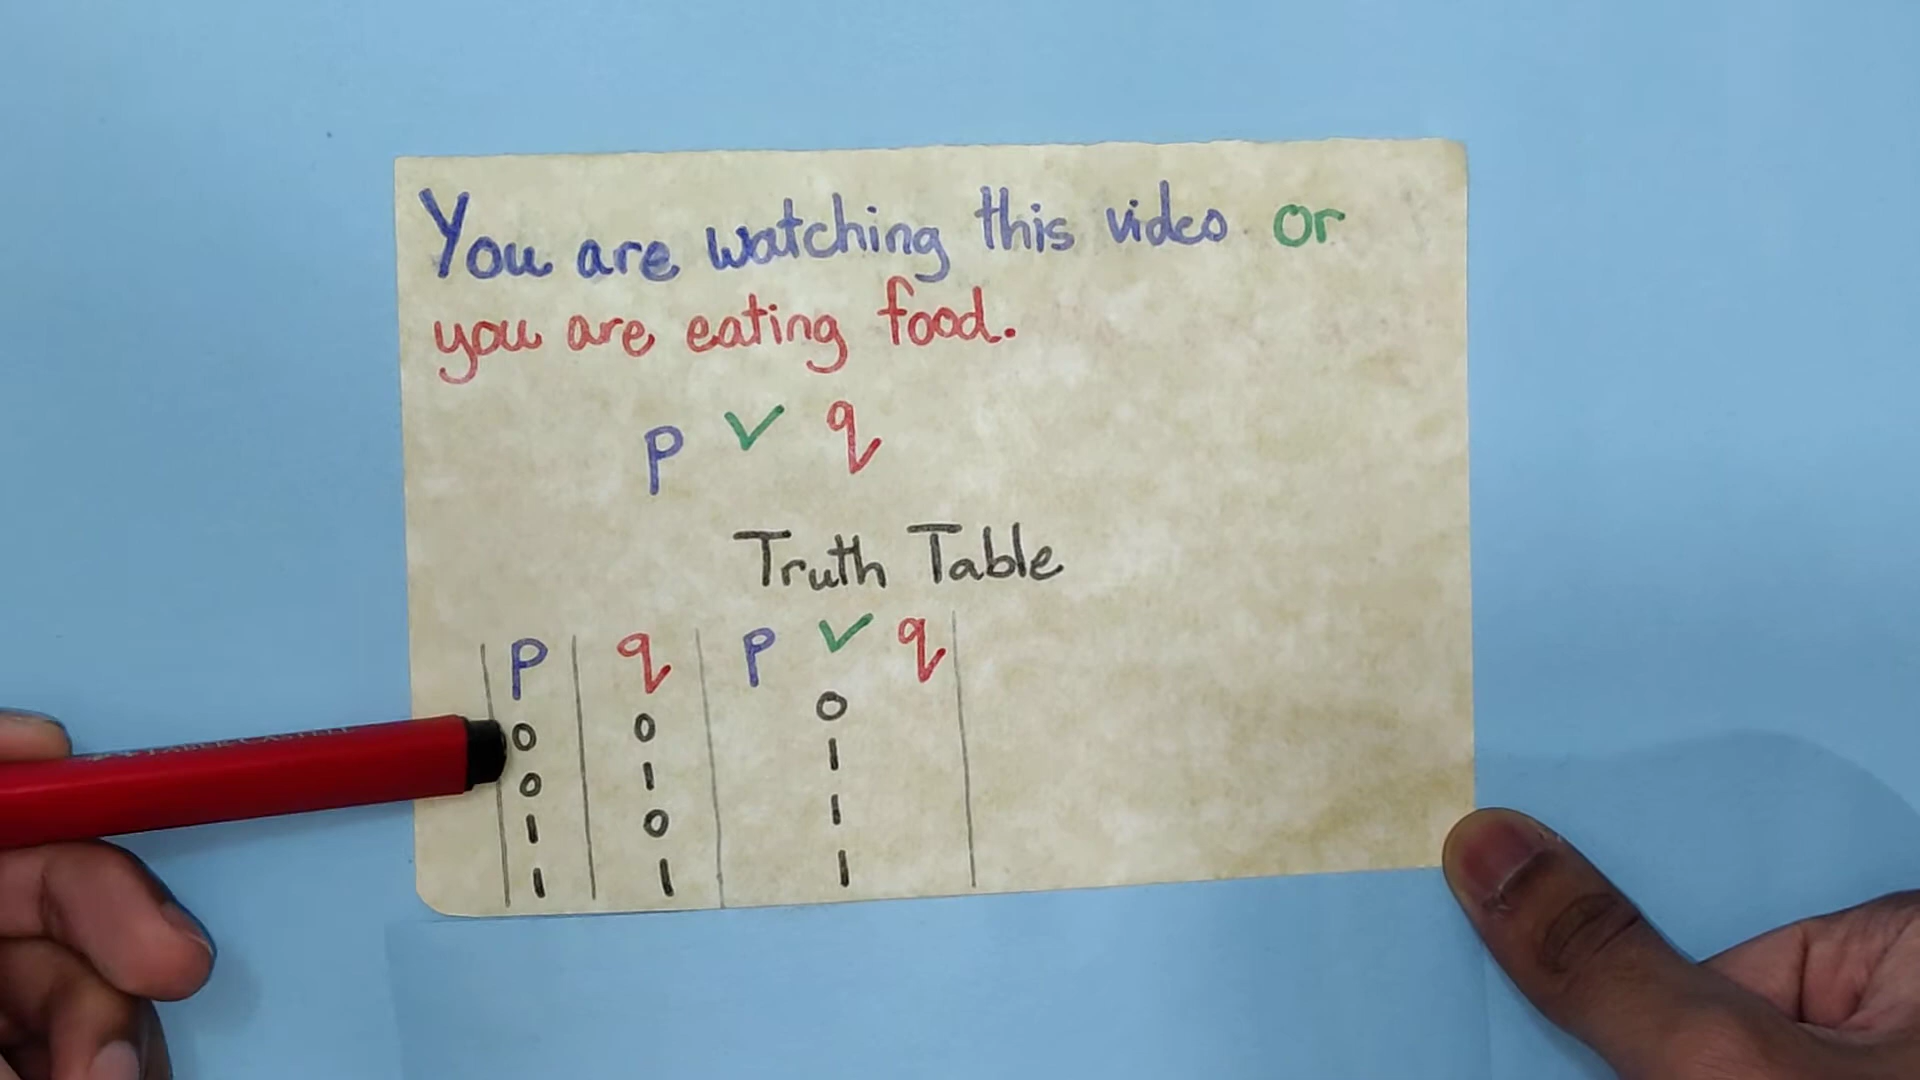 You are watching this video or
you are eating food.
p ∨ q
Truth Table
p q p ∨ q
0 0 0
0 1 1
1 0 1
1 1 1